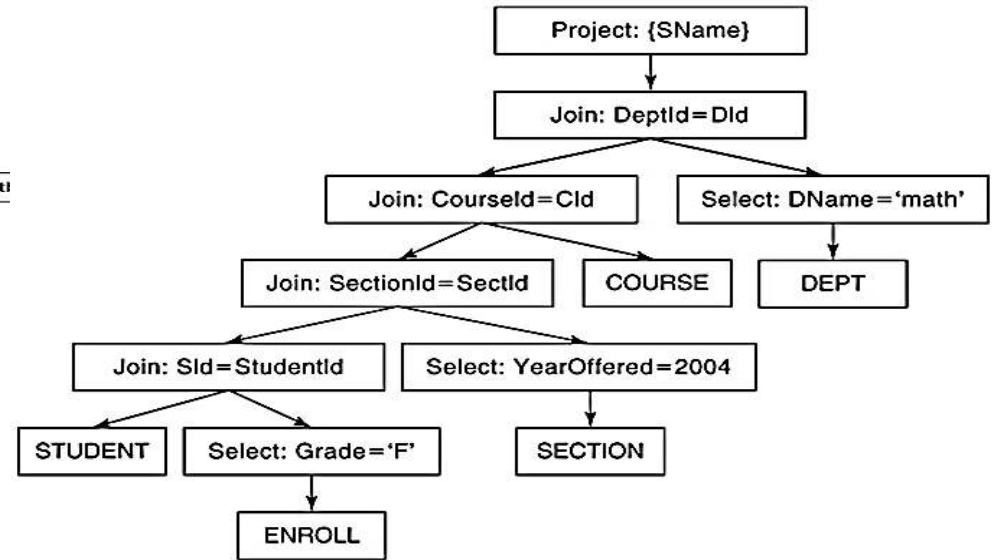 Project: {SName}
Join: DeptId=DId
Join: CourseId=CId
Select: DName=‘math’
Join: SectionId=SectId
COURSE
DEPT
Join: SId=StudentId
Select: YearOffered=2004
STUDENT
Select: Grade=‘F’
SECTION
ENROLL